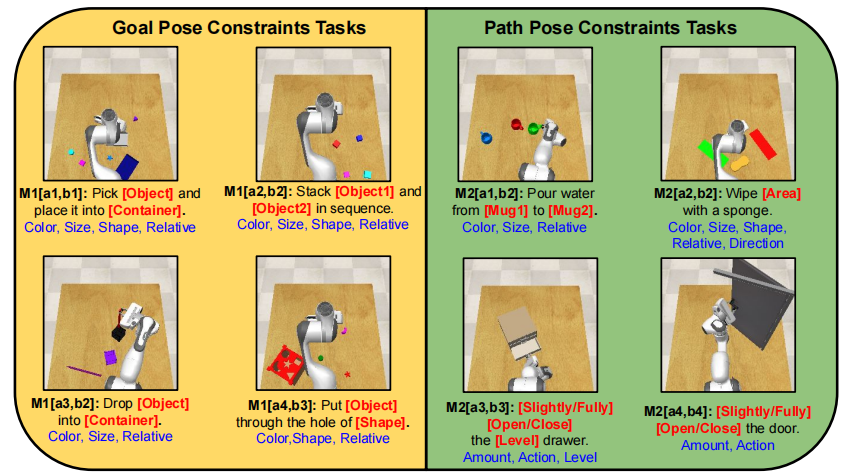 Goal Pose Constraints Tasks
M1[a1,b1]: Pick [Object] and
place it into [Container].
Color, Size, Shape, Relative
M1[a2,b2]: Stack [Object1] and
[Object2] in sequence.
Color, Size, Shape, Relative
M1[a3,b2]: Drop [Object]
into [Container].
Color, Size, Relative
M1[a4,b3]: Put [Object]
through the hole of [Shape].
Color,Shape, Relative
Path Pose Constraints Tasks
M2[a1,b2]: Pour water
from [Mug1] to [Mug2].
Color, Size, Relative
M2[a2,b2]: Wipe [Area]
with a sponge.
Color, Size, Shape,
Relative, Direction
M2[a3,b3]: [Slightly/Fully]
[Open/Close]
the [Level] drawer.
Amount, Action, Level
M2[a4,b4]: [Slightly/Fully]
[Open/Close] the door.
Amount, Action